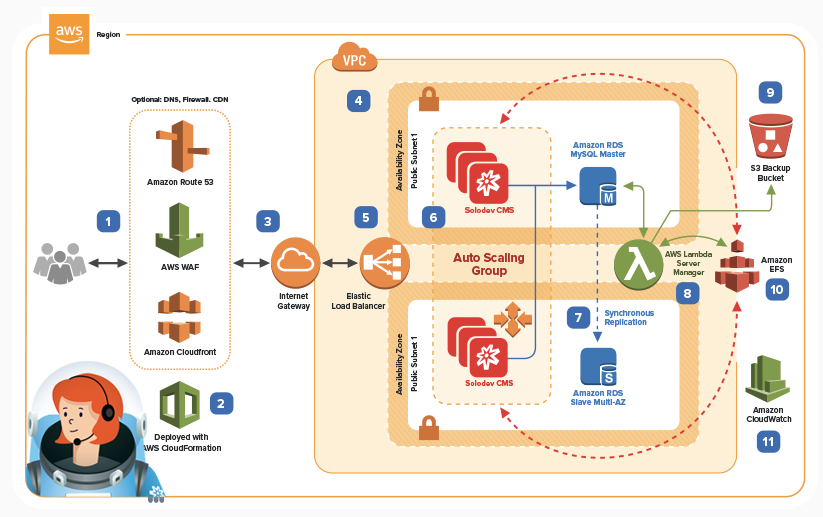 aws
Region
VPC
Optional: DNS, Firewall, CDN
4
9
Availability Zone
Public Subnet 1
Amazon RDS
MySQL Master
S3 Backup
Bucket
Amazon Route 53
M
Solodev CMS
1
3
5
6
AWS WAF
Auto Scaling
Group
AWS Lambda
Server
Manager
Amazon
EFS
Internet
Gateway
Elastic
Load Balancer
8
10
7
Synchronous
Replication
Availability Zone
Public Subnet 1
Amazon Cloudfront
Solodev CMS
S
Amazon RDS
Slave Multi-AZ
2
Amazon
CloudWatch
11
Deployed with
AWS CloudFormation